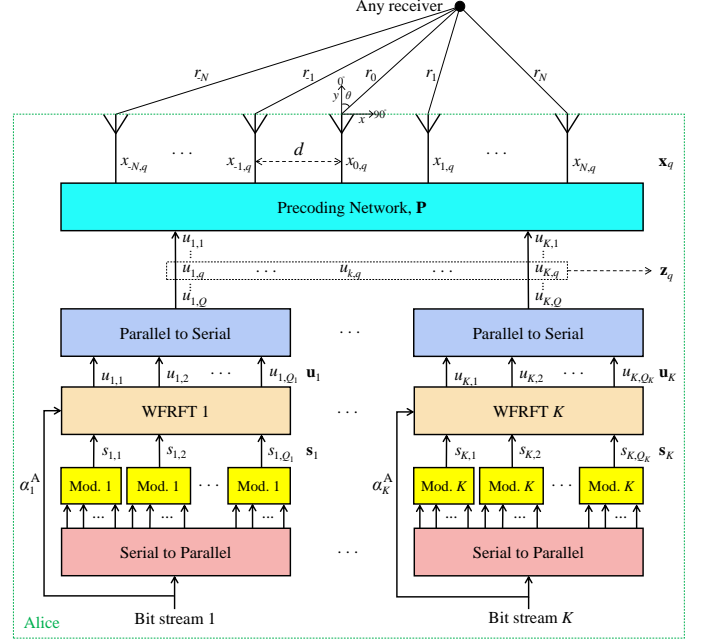 Any receiver
r_{-N} r_{-1} r_0 r_1 r_N
0° y θ x 90°
x_{-N,q} · · · x_{-1,q} d x_{0,q} x_{1,q} · · · x_{N,q} 𝐱_q
Precoding Network, P
u_{1,1} u_{K,1}
u_{1,q} · · · u_{k,q} · · · u_{K,q} 𝐳_q
u_{1,Q} u_{K,Q}
Parallel to Serial · · · Parallel to Serial
u_{1,1} u_{1,2} · · · u_{1,Q_1} 𝐮_1 u_{K,1} u_{K,2} · · · u_{K,Q_K} 𝐮_K
WFRFT 1 · · · WFRFT K
s_{1,1} s_{1,2} s_{1,Q_1} 𝐬_1 s_{K,1} s_{K,2} s_{K,Q_K} 𝐬_K
α_1^A Mod. 1 Mod. 1 · · · Mod. 1 α_K^A Mod. K Mod. K · · · Mod. K
... ... ... ... ... ...
Serial to Parallel · · · Serial to Parallel
Bit stream 1 Bit stream K
Alice